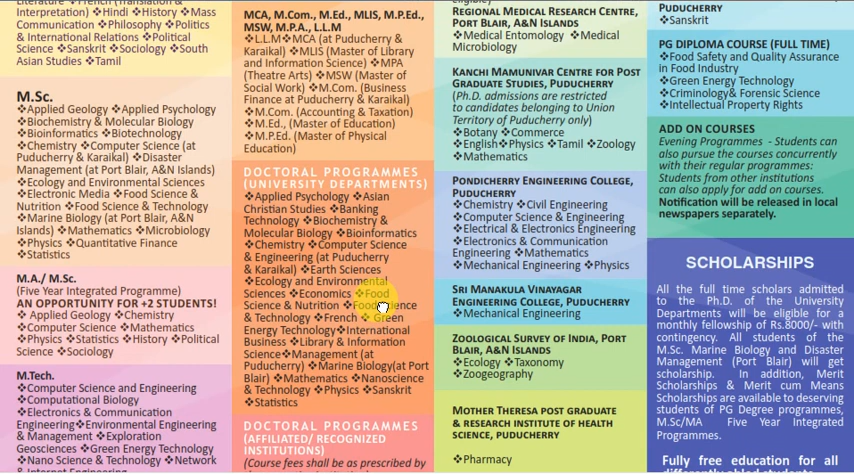 Literature ❖French (Translation &
Interpretation) ❖Hindi ❖History ❖Mass
Communication ❖Philosophy ❖Politics
& International Relations ❖Political
Science ❖Sanskrit ❖Sociology ❖South
Asian Studies ❖Tamil
M.Sc.
❖Applied Geology ❖Applied Psychology
❖Biochemistry & Molecular Biology
❖Bioinformatics ❖Biotechnology
❖Chemistry ❖Computer Science (at
Puducherry & Karaikal) ❖Disaster
Management (at Port Blair, A&N Islands)
❖Ecology and Environmental Sciences
❖Electronic Media ❖Food Science &
Nutrition ❖Food Science & Technology
❖Marine Biology (at Port Blair, A&N
Islands) ❖Mathematics ❖Microbiology
❖Physics ❖Quantitative Finance
❖Statistics
M.A./ M.Sc.
(Five Year Integrated Programme)
AN OPPORTUNITY FOR +2 STUDENTS!
❖ Applied Geology ❖Chemistry
❖Computer Science ❖Mathematics
❖Physics ❖Statistics ❖History ❖Political
Science ❖Sociology
M.Tech.
❖Computer Science and Engineering
❖Computational Biology
❖Electronics & Communication
Engineering❖Environmental Engineering
& Management ❖Exploration
Geosciences ❖Green Energy Technology
❖Nano Science & Technology ❖Network
& Internet Engineering
MCA, M.Com., M.Ed., MLIS, M.P.Ed.,
MSW, M.P.A., L.L.M
❖L.L.M❖MCA (at Puducherry &
Karaikal) ❖MLIS (Master of Library
and Information Science) ❖MPA
(Theatre Arts) ❖MSW (Master of
Social Work) ❖M.Com. (Business
Finance at Puducherry & Karaikal)
❖M.Com. (Accounting & Taxation)
❖M.Ed., (Master of Education)
❖M.P.Ed. (Master of Physical
Education)
DOCTORAL PROGRAMMES
(UNIVERSITY DEPARTMENTS)
❖Applied Psychology ❖Asian
Christian Studies ❖Banking
Technology ❖Biochemistry &
Molecular Biology ❖Bioinformatics
❖Chemistry ❖Computer Science
& Engineering (at Puducherry
& Karaikal) ❖Earth Sciences
❖Ecology and Environmental
Sciences ❖Economics ❖Food
Science & Nutrition ❖Food Science
& Technology ❖French ❖ Green
Energy Technology❖International
Business ❖Library & Information
Science❖Management (at
Puducherry) ❖Marine Biology(at Port
Blair) ❖Mathematics ❖Nanoscience
& Technology ❖Physics ❖Sanskrit
❖Statistics
DOCTORAL PROGRAMMES
(AFFILIATED/ RECOGNIZED
INSTITUTIONS)
(Course fees shall be as prescribed by
REGIONAL MEDICAL RESEARCH CENTRE,
PORT BLAIR, A&N ISLANDS
❖Medical Entomology ❖Medical
Microbiology
KANCHI MAMUNIVAR CENTRE FOR POST
GRADUATE STUDIES, PUDUCHERRY
(Ph.D. admissions are restricted
to candidates belonging to Union
Territory of Puducherry only)
❖Botany ❖Commerce
❖English❖Physics ❖Tamil ❖Zoology
❖Mathematics
PONDICHERRY ENGINEERING COLLEGE,
PUDUCHERRY
❖Chemistry ❖Civil Engineering
❖Computer Science & Engineering
❖Electrical & Electronics Engineering
❖Electronics & Communication
Engineering ❖Mathematics
❖Mechanical Engineering ❖Physics
SRI MANAKULA VINAYAGAR
ENGINEERING COLLEGE, PUDUCHERRY
❖Mechanical Engineering
ZOOLOGICAL SURVEY OF INDIA, PORT
BLAIR, A&N ISLANDS
❖Ecology ❖Taxonomy
❖Zoogeography
MOTHER THERESA POST GRADUATE
& RESEARCH INSTITUTE OF HEALTH
SCIENCE, PUDUCHERRY
❖Pharmacy
PUDUCHERRY
❖Sanskrit
PG DIPLOMA COURSE (FULL TIME)
❖Food Safety and Quality Assurance
in Food Industry
❖Green Energy Technology
❖Criminology& Forensic Science
❖Intellectual Property Rights
ADD ON COURSES
Evening Programmes - Students can
also pursue the courses concurrently
with their regular programmes:
Students from other institutions
can also apply for add on courses.
Notification will be released in local
newspapers separately.
SCHOLARSHIPS
All the full time scholars admitted
to the Ph.D. of the University
Departments will be eligible for a
monthly fellowship of Rs.8000/- with
contingency. All students of the
M.Sc. Marine Biology and Disaster
Management (Port Blair) will get
scholarship. In addition, Merit
Scholarships & Merit cum Means
Scholarships are available to deserving
students of PG Degree programmes,
M.Sc/MA Five Year Integrated
Programmes.
Fully free education for all